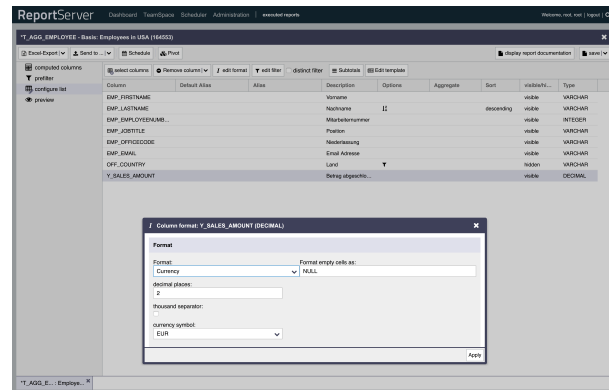 ReportServer Dashboard TeamSpace Scheduler Administration executed reports Welcome, root, root | logout |
*T_AGG_EMPLOYEE - Basis: Employees in USA (164553)
Excel-Export Send to ... Schedule Pivot display report documentation save
computed columns
prefilter
configure list
preview
select columns Remove column edit format edit filter distinct filter Subtotals Edit template
Column Default Alias Alias Description Options Aggregate Sort visible/hi... Type
EMP_FIRSTNAME Vorname visible VARCHAR
EMP_LASTNAME Nachname descending visible VARCHAR
EMP_EMPLOYEENUMB... Mitarbeiternummer visible INTEGER
EMP_JOBTITLE Position visible VARCHAR
EMP_OFFICECODE Niederlassung visible VARCHAR
EMP_EMAIL Email Adresse visible VARCHAR
OFF_COUNTRY Land hidden VARCHAR
Y_SALES_AMOUNT Betrag abgeschlo... visible DECIMAL
Column format: Y_SALES_AMOUNT (DECIMAL)
Format
Format: Format empty cells as:
Currency NULL
decimal places:
2
thousand separator:
currency symbol:
EUR
Apply
*T_AGG_E... : Employe...